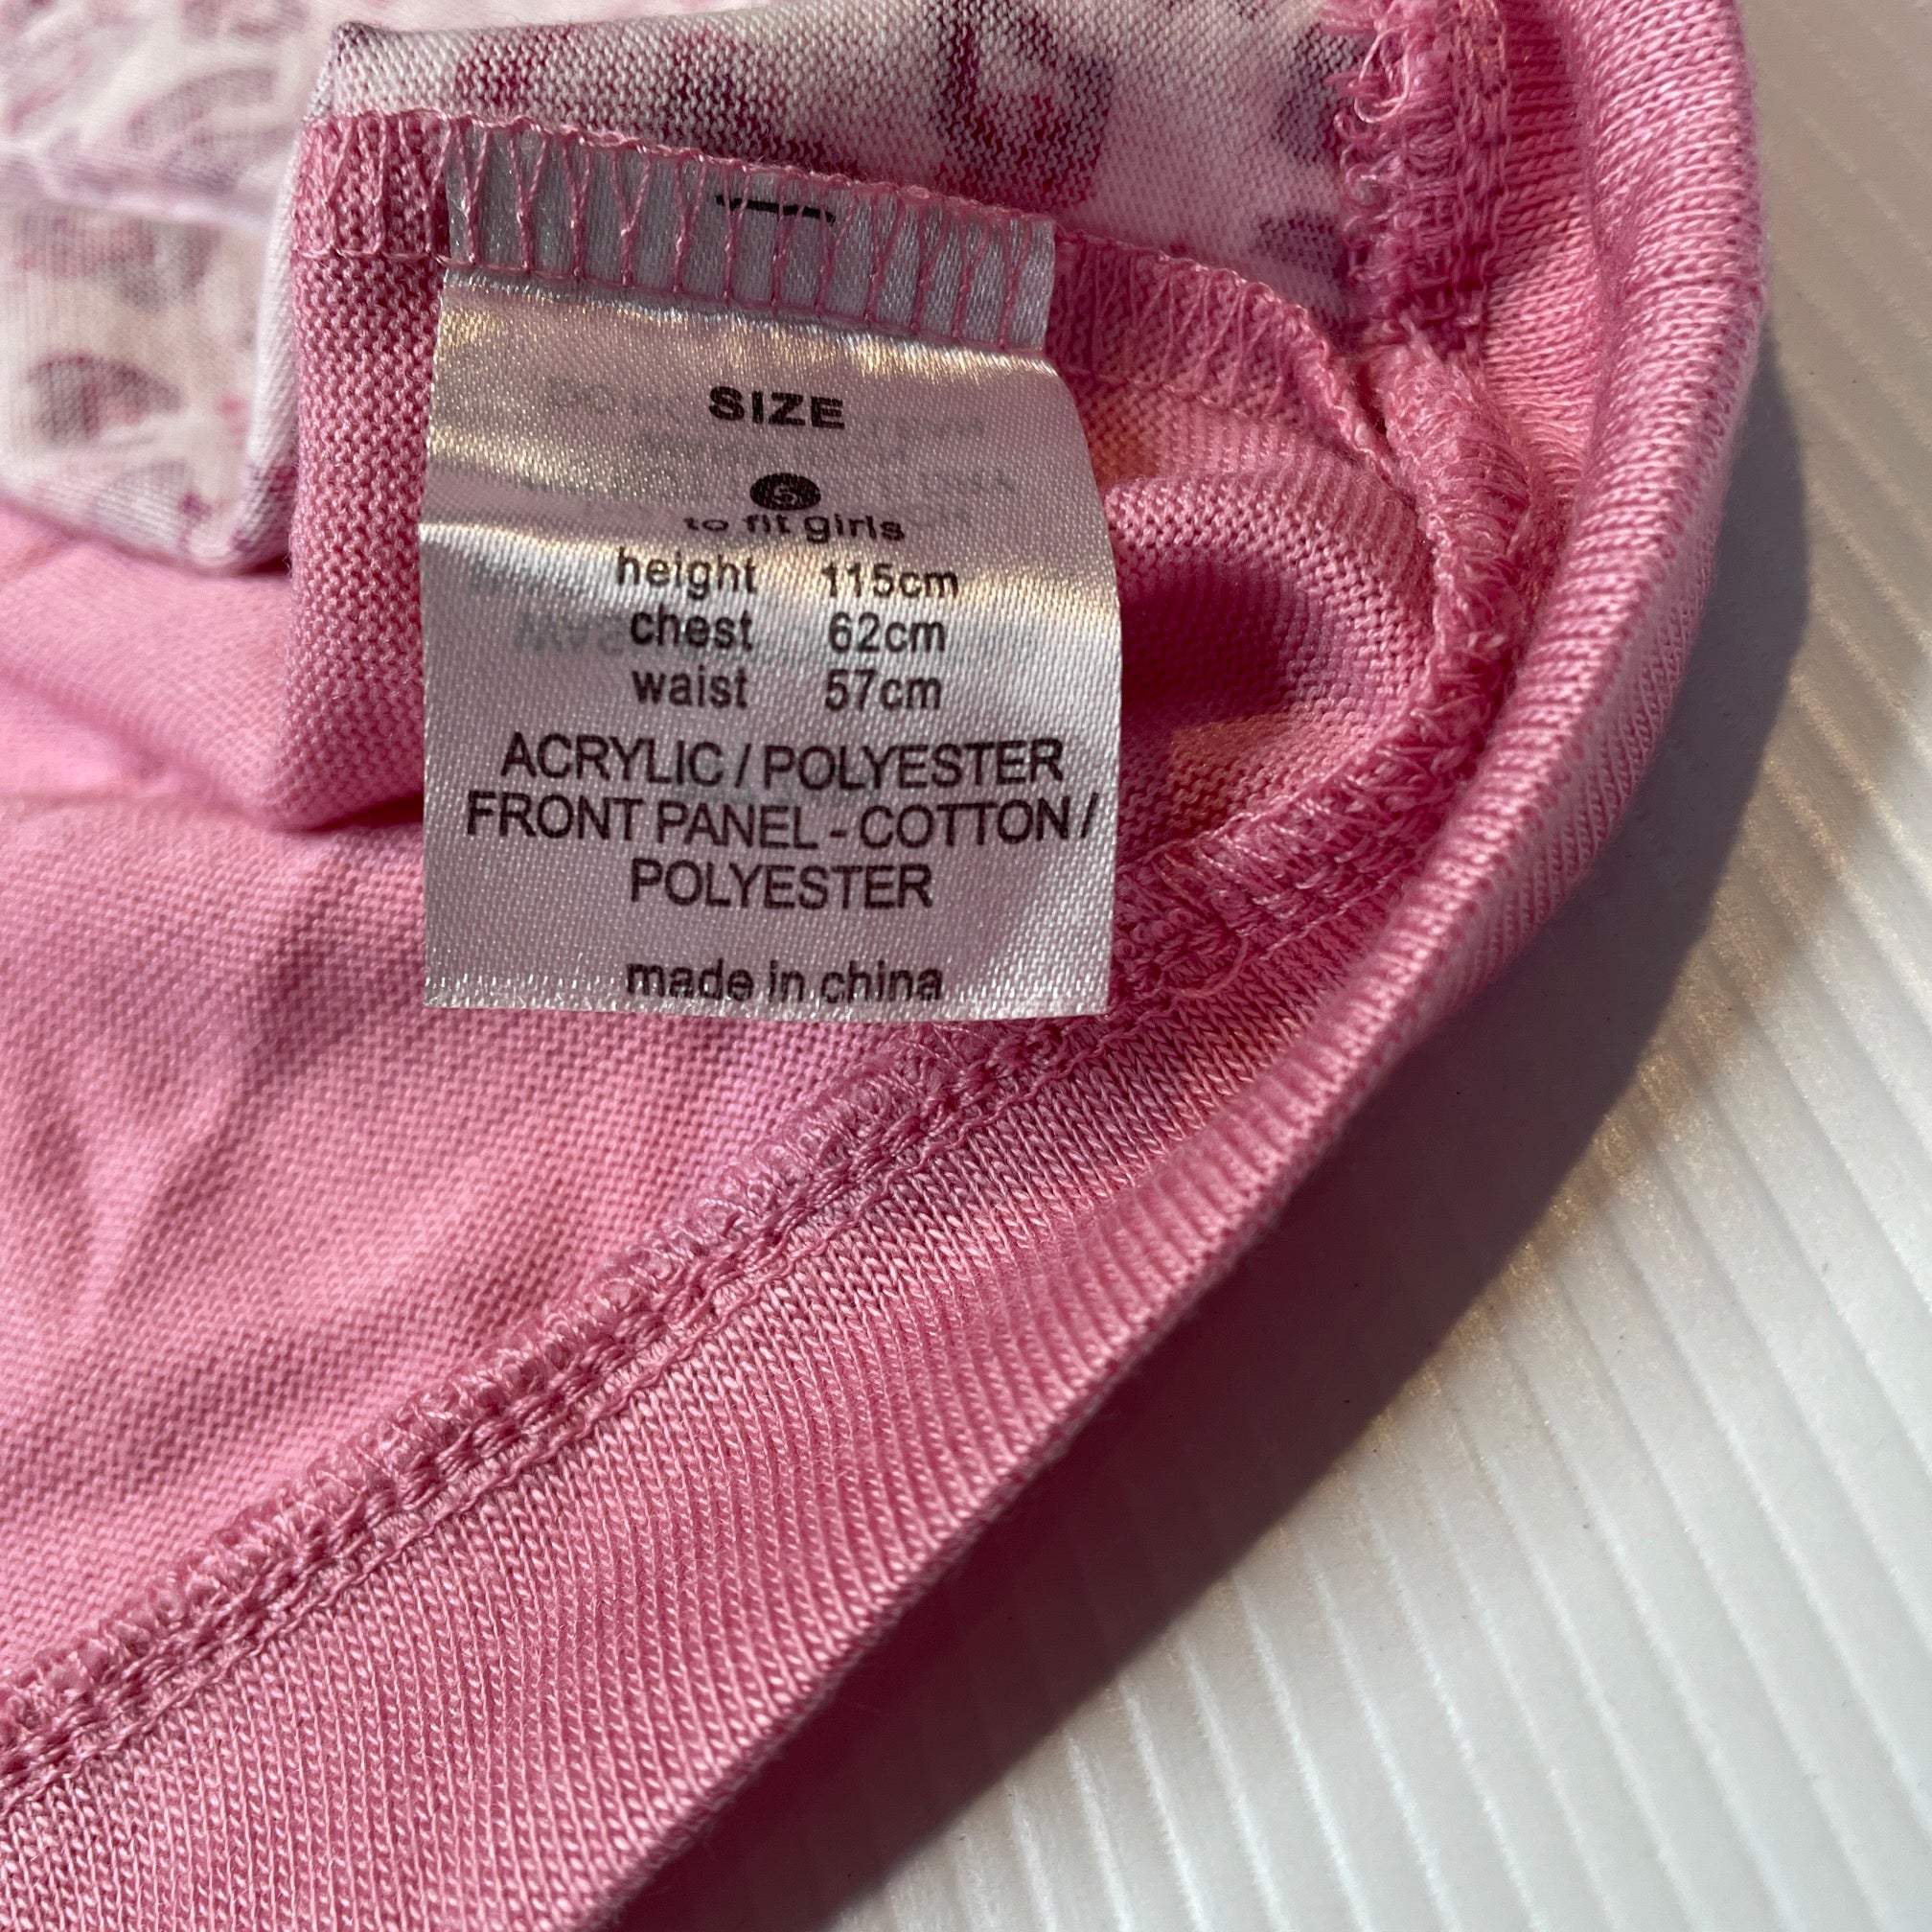 SIZE
to fit girls
height 115cm
chest 62cm
waist 57cm
ACRYLIC / POLYESTER
FRONT PANEL - COTTON /
POLYESTER
made in china